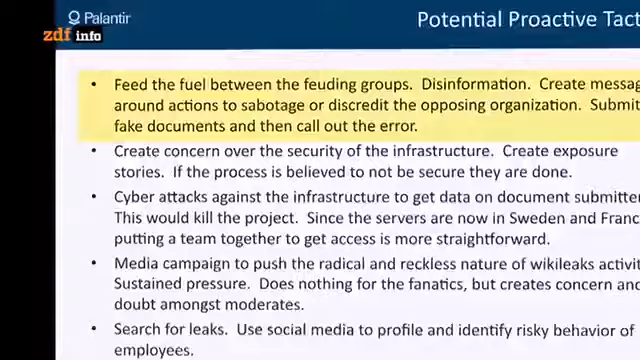 Palantir
Potential Proactive Tact
zdf info
• Feed the fuel between the feuding groups. Disinformation. Create messag
around actions to sabotage or discredit the opposing organization. Submit
fake documents and then call out the error.
• Create concern over the security of the infrastructure. Create exposure
stories. If the process is believed to not be secure they are done.
• Cyber attacks against the infrastructure to get data on document submitter
This would kill the project. Since the servers are now in Sweden and Franc
putting a team together to get access is more straightforward.
• Media campaign to push the radical and reckless nature of wikileaks activit
Sustained pressure. Does nothing for the fanatics, but creates concern and
doubt amongst moderates.
• Search for leaks. Use social media to profile and identify risky behavior of
employees.